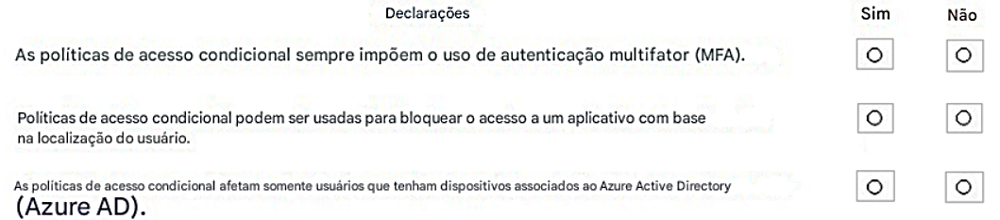 Declarações Sim Não
As políticas de acesso condicional sempre impõem o uso de autenticação multifator (MFA).
Políticas de acesso condicional podem ser usadas para bloquear o acesso a um aplicativo com base
na localização do usuário.
As políticas de acesso condicional afetam somente usuários que tenham dispositivos associados ao Azure Active Directory
(Azure AD).